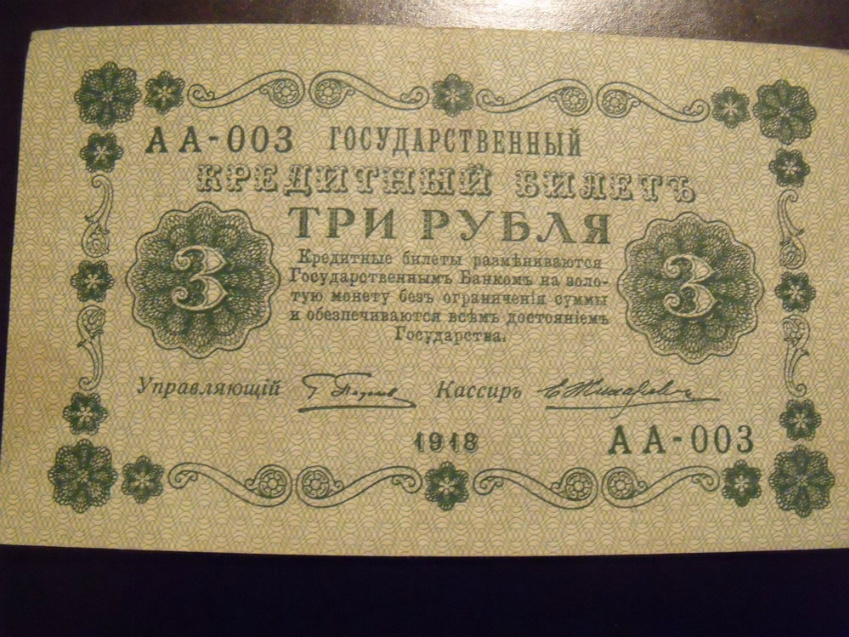 АА-003 ГОСУДАРСТВЕННЫЙ
КРЕДИТНЫЙ БИЛЕТЪ
ТРИ РУБЛЯ
3
Кредитные билеты размѣниваются
Государственнымъ Банкомъ на золо-
тую монету безъ ограниченія суммы
и обезпечиваются всѣмъ достояніемъ
Государства.
3
Управляющій
Кассиръ
1918
АА-003